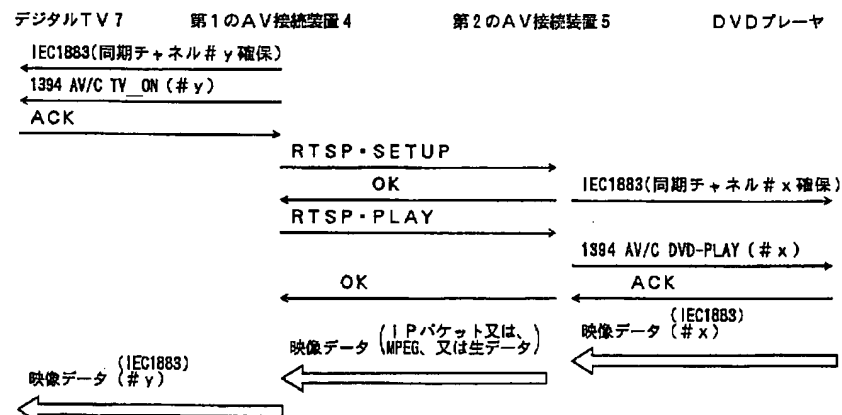 デジタルTV7 第1のAV接続装置4 第2のAV接続装置5 DVDプレーヤ
IEC1883(同期チャネル#y確保)
1394 AV/C TV_ON(#y)
ACK
RTSP・SETUP
OK IEC1883(同期チャネル#x確保)
RTSP・PLAY
1394 AV/C DVD-PLAY(#x)
OK ACK
映像データ(IEC1883)(#x)
映像データ(IPパケット又は、MPEG、又は生データ)
映像データ(IEC1883)(#y)